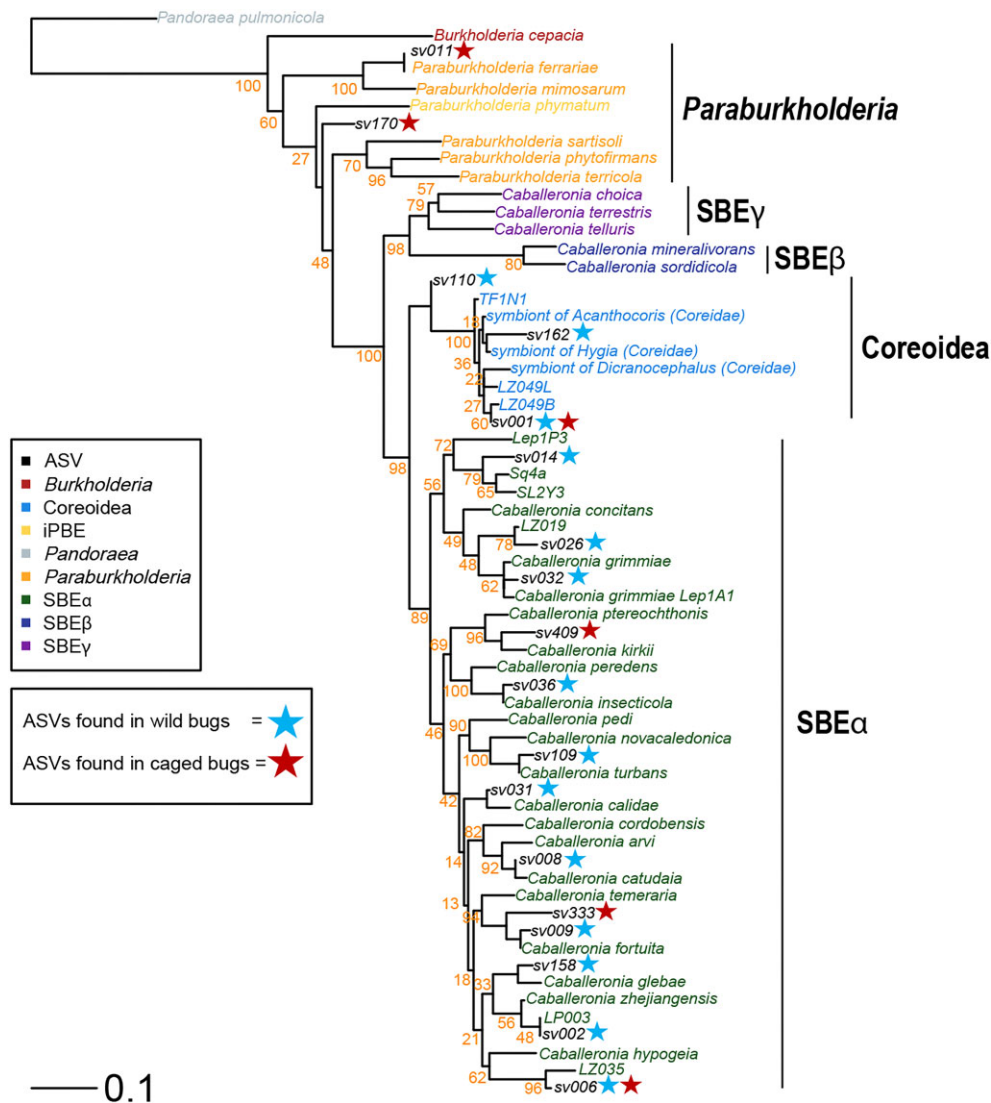 Pandoraea pulmonicola
Burkholderia cepacia
sv011
Paraburkholderia ferrariae
100
100
Paraburkholderia mimosarum
Paraburkholderia phymatum
60
sv170
Paraburkholderia
Paraburkholderia sartisoli
27
Paraburkholderia phytofirmans
70
96
Paraburkholderia terricola
57
Caballeronia choica
79
Caballeronia terrestris
SBEγ
Caballeronia telluris
98
Caballeronia mineralivorans
48
80
Caballeronia sordidicola
SBEβ
sv110
TF1N1
18
symbiont of Acanthocoris (Coreidae)
sv162
100
100
symbiont of Hygia (Coreidae)
Coreoidea
36
symbiont of Dicranocephalus (Coreidae)
22
LZ049L
27
LZ049B
60
sv001
72
Lep1P3
98
sv014
79
Sq4a
56
65
SL2Y3
Caballeronia concitans
49
LZ019
78
sv026
48
Caballeronia grimmiae
62
sv032
Caballeronia grimmiae Lep1A1
89
Caballeronia ptereochthonis
96
sv409
69
Caballeronia kirkii
Caballeronia peredens
100
sv036
Caballeronia insecticola
46
90
Caballeronia pedi
SBEα
Caballeronia novacaledonica
100
sv109
Caballeronia turbans
42
sv031
Caballeronia calidae
82
Caballeronia cordobensis
14
Caballeronia arvi
92
sv008
Caballeronia catudaia
13
Caballeronia temeraria
94
sv333
sv009
Caballeronia fortuita
18
33
sv158
Caballeronia glebae
Caballeronia zhejiangensis
56
LP003
21
48
sv002
Caballeronia hypogeia
62
LZ035
96
sv006
ASV
Burkholderia
Coreoidea
iPBE
Pandoraea
Paraburkholderia
SBEα
SBEβ
SBEγ
ASVs found in wild bugs =
ASVs found in caged bugs =
0.1